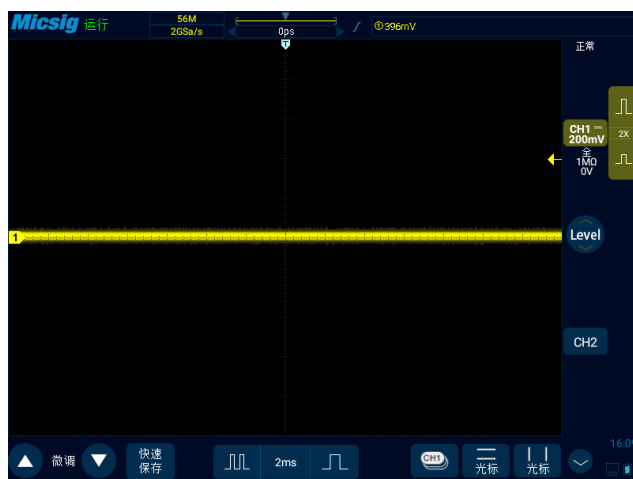 Micsig 运行
56M
2GSa/s
0ps
①396mV
T
正常
CH1
200mV
2X
全
1MΩ
0V
1
Level
CH2
微调
快速
保存
2ms
CH1
光标
光标
16:09